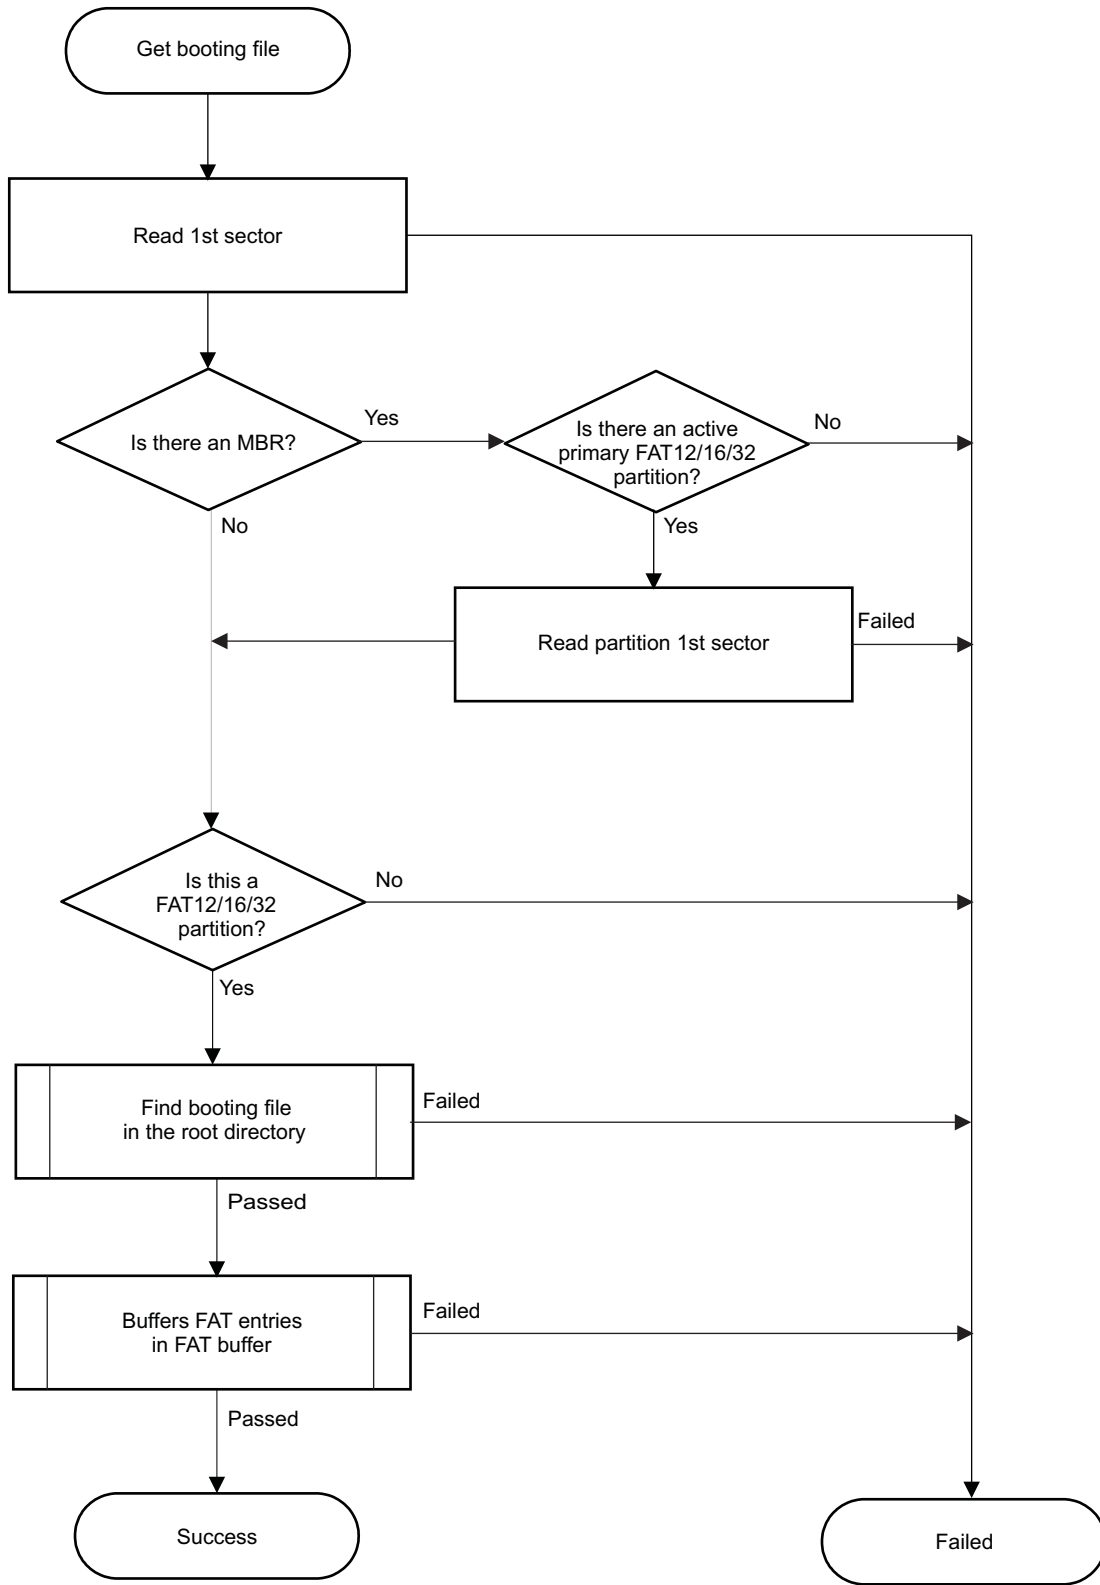 Get booting file
Read 1st sector
Is there an MBR?
Yes
Is there an active
primary FAT12/16/32
partition?
No
No
Yes
Read partition 1st sector
Failed
Is this a
FAT12/16/32
partition?
No
Yes
Find booting file
in the root directory
Failed
Passed
Buffers FAT entries
in FAT buffer
Failed
Passed
Success
Failed